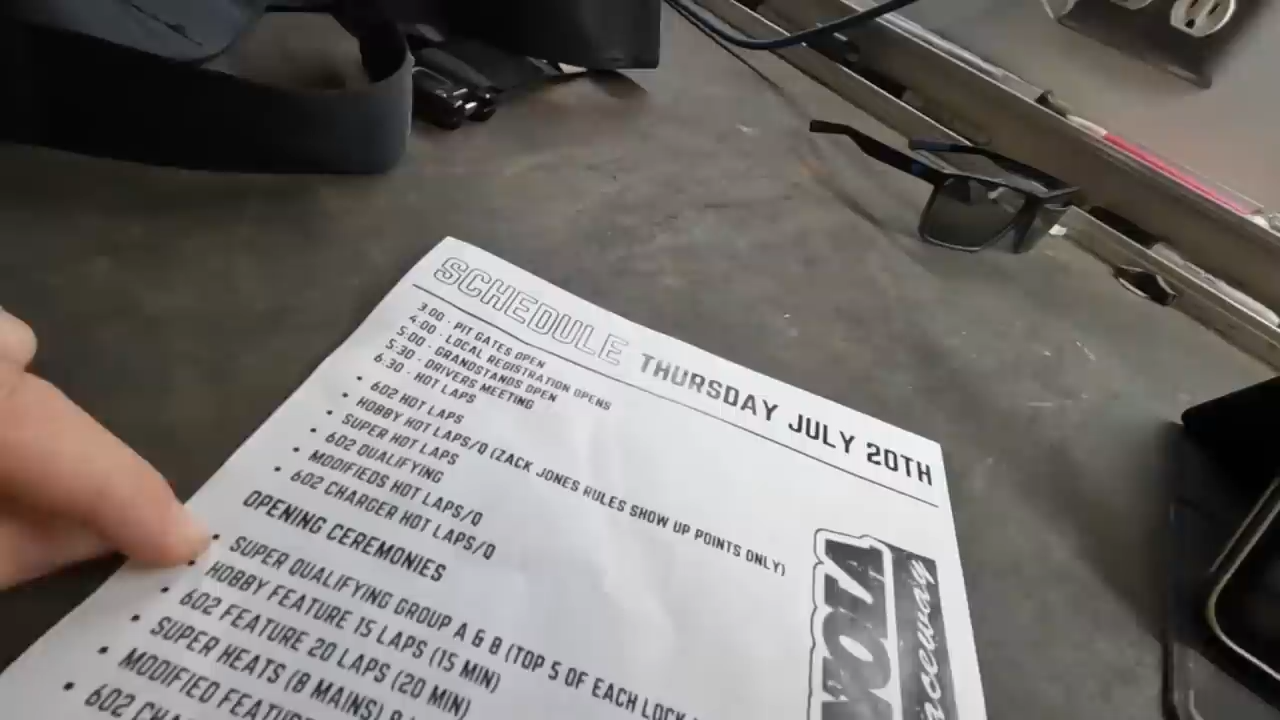 SCHEDULE THURSDAY JULY 20TH
3:00 - PIT GATES OPEN
4:00 - LOCAL REGISTRATION OPENS
5:00 - GRANDSTANDS OPEN
5:30 - DRIVERS MEETING
6:30 - HOT LAPS
• 602 HOT LAPS
• HOBBY HOT LAPS/Q (ZACK JONES RULES SHOW UP POINTS ONLY)
• SUPER HOT LAPS
• 602 QUALIFYING
• MODIFIEDS HOT LAPS/Q
• 602 CHARGER HOT LAPS/Q
OPENING CEREMONIES
• SUPER QUALIFYING GROUP A & B (TOP 5 OF EACH LOCK
• HOBBY FEATURE 15 LAPS (15 MIN)
• 602 FEATURE 20 LAPS (20 MIN)
• SUPER HEATS (B MAINS)
• MODIFIED
• 602